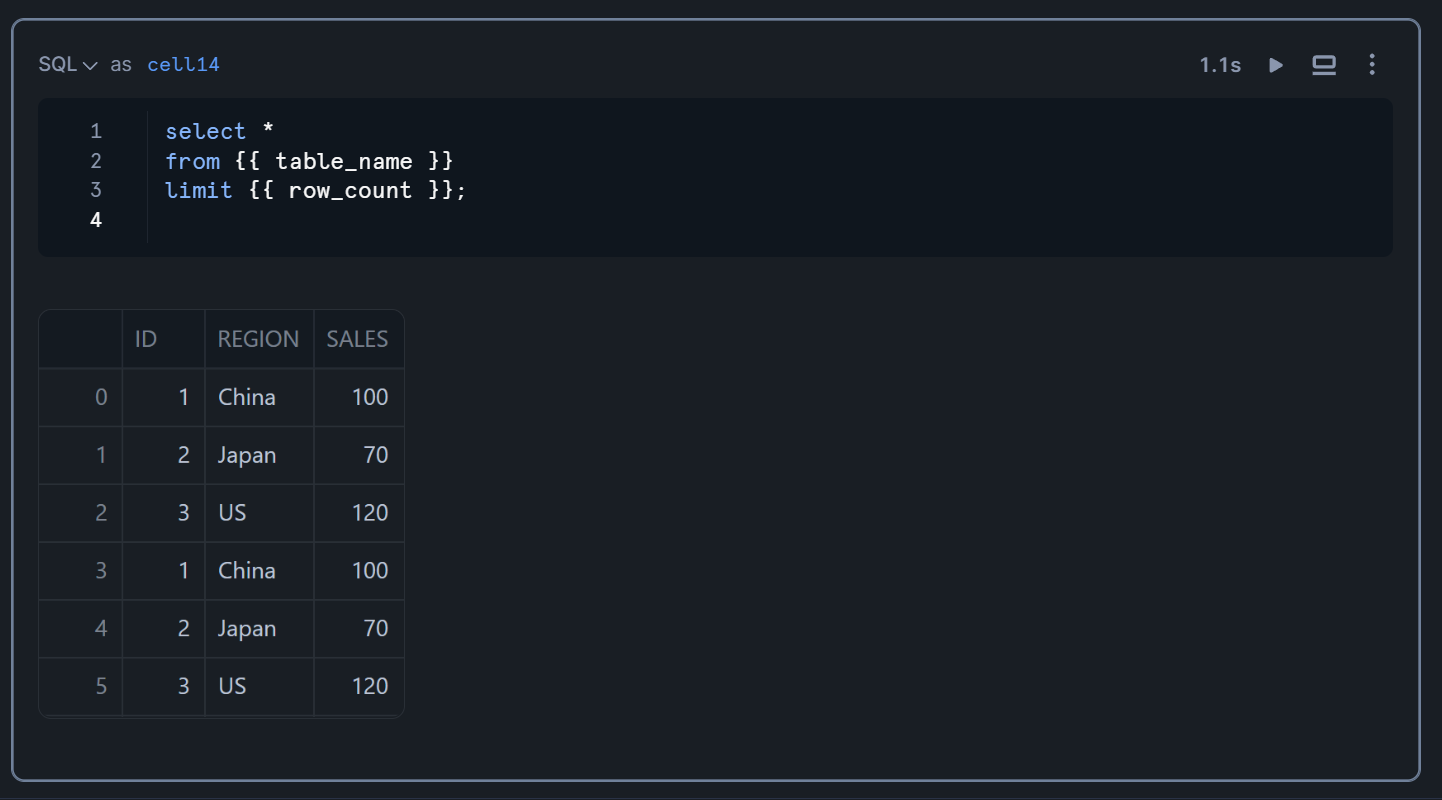 SQL as cell14 1.1s
1 select *
2 from {{ table_name }}
3 limit {{ row_count }};
4
ID REGION SALES
0 1 China 100
1 2 Japan 70
2 3 US 120
3 1 China 100
4 2 Japan 70
5 3 US 120